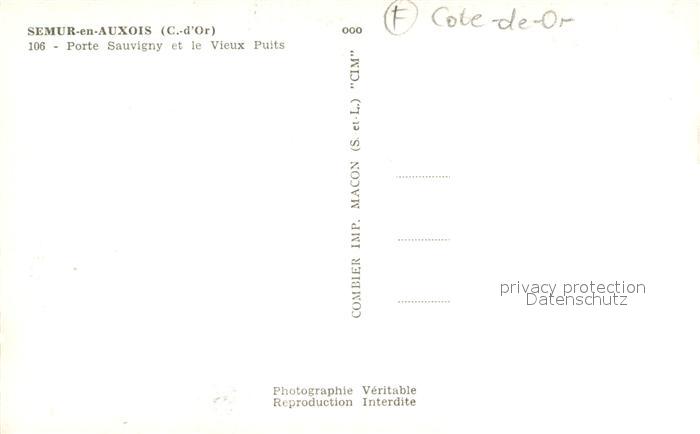 SEMUR-en-AUXOIS (C.-d'Or)
106 - Porte Sauvigny et le Vieux Puits
ooo
COMBIER IMP. MACON (S. et-L.) "CIM"
F Cote-de-Or
privacy protection
Datenschutz
Photographie Véritable
Reproduction Interdite